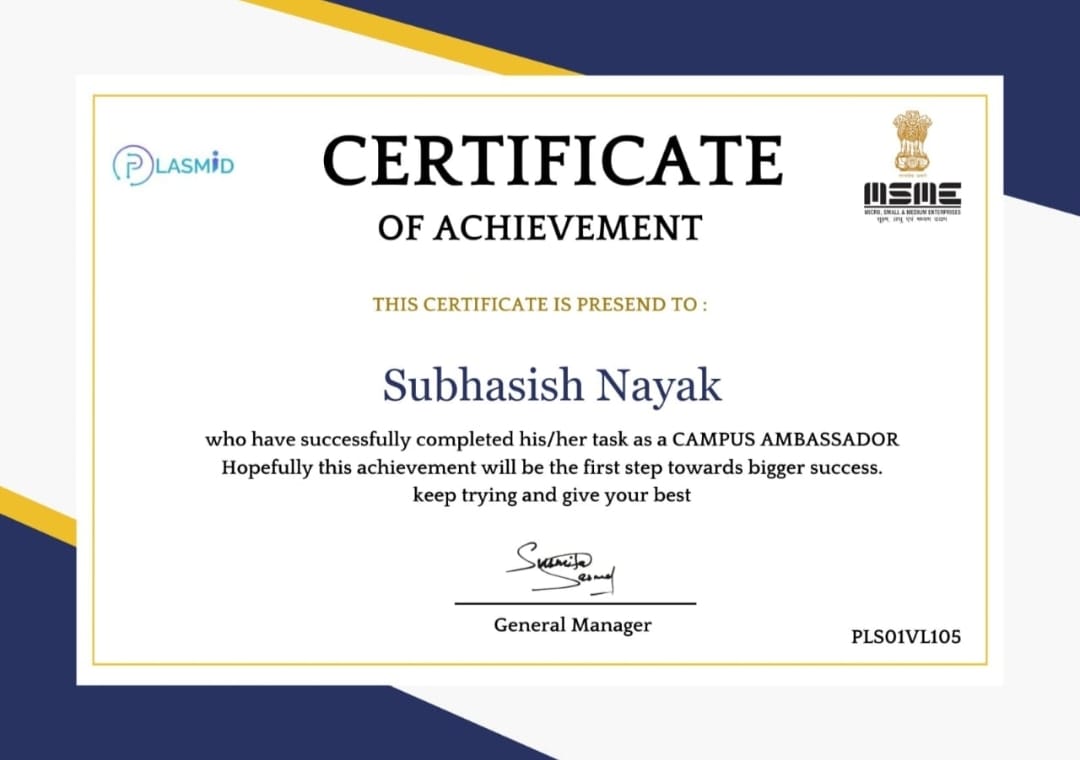 PLASMiD
CERTIFICATE
OF ACHIEVEMENT
MSME
MICRO, SMALL & MEDIUM ENTERPRISES
सूक्ष्म, लघु एवं मध्यम उद्यम
THIS CERTIFICATE IS PRESEND TO :
Subhasish Nayak
who have successfully completed his/her task as a CAMPUS AMBASSADOR
Hopefully this achievement will be the first step towards bigger success.
keep trying and give your best
Susmita
General Manager
PLS01VL105